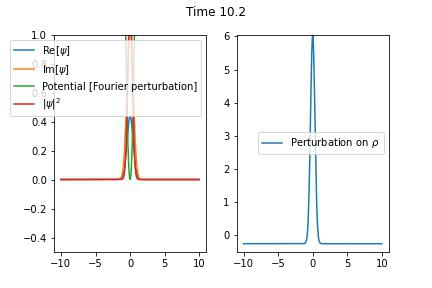 Time 10.2
Re[ψ]
Im[ψ]
Potential [Fourier perturbation]
|ψ|²
Perturbation on ρ
1.0
0.8
0.6
0.4
0.2
0.0
−0.2
−0.4
−10 −5 0 5 10
6
5
4
3
2
1
0
−10 −5 0 5 10